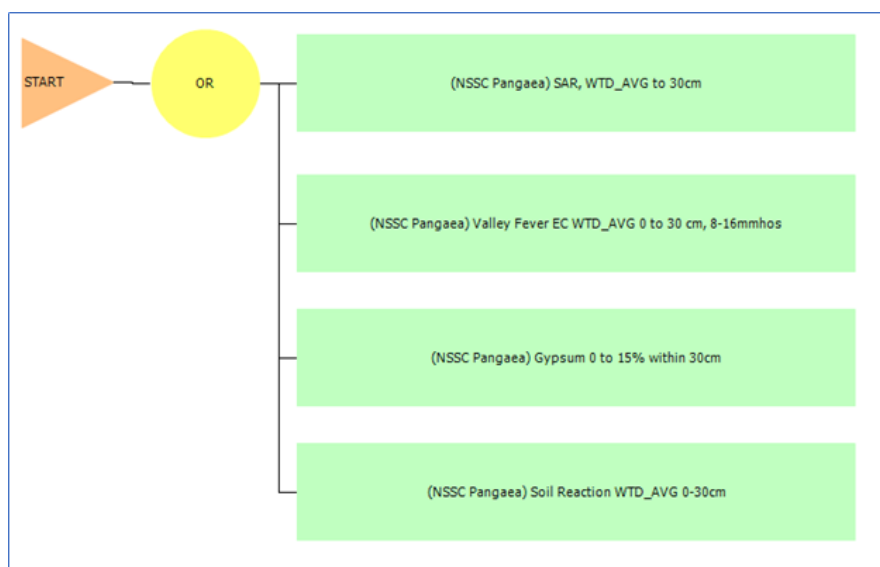 START
OR
(NSSC Pangaea) SAR, WTD_AVG to 30cm
(NSSC Pangaea) Valley Fever EC WTD_AVG 0 to 30 cm, 8-16mmhos
(NSSC Pangaea) Gypsum 0 to 15% within 30cm
(NSSC Pangaea) Soil Reaction WTD_AVG 0-30cm